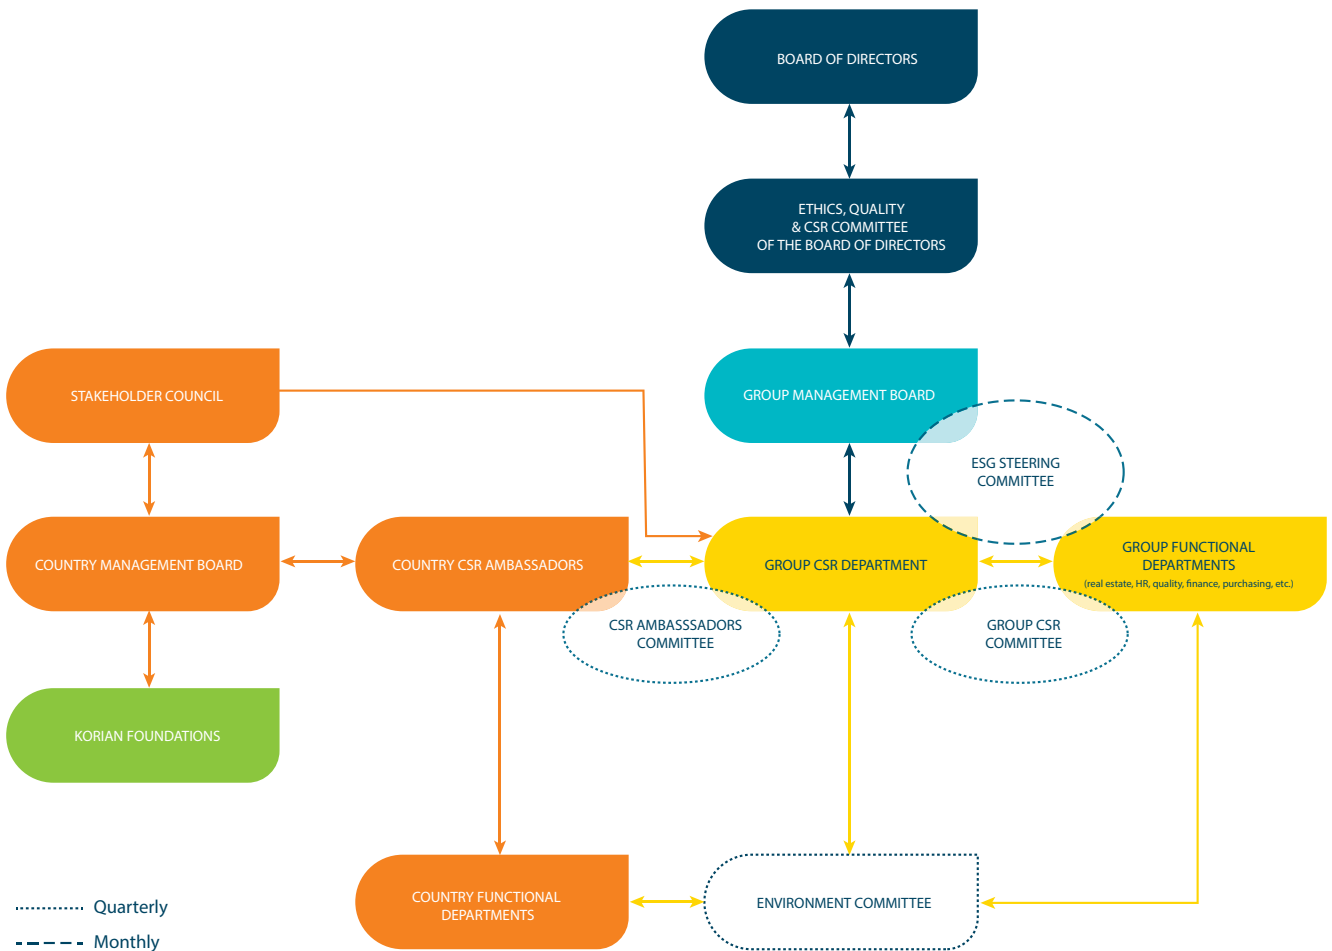 BOARD OF DIRECTORS
ETHICS, QUALITY
& CSR COMMITTEE
OF THE BOARD OF DIRECTORS
STAKEHOLDER COUNCIL
GROUP MANAGEMENT BOARD
ESG STEERING
COMMITTEE
COUNTRY MANAGEMENT BOARD
COUNTRY CSR AMBASSADORS
GROUP CSR DEPARTMENT
GROUP FUNCTIONAL
DEPARTMENTS
(real estate, HR, quality, finance, purchasing, etc.)
CSR AMBASSSADORS
COMMITTEE
GROUP CSR
COMMITTEE
KORIAN FOUNDATIONS
COUNTRY FUNCTIONAL
DEPARTMENTS
ENVIRONMENT COMMITTEE
Quarterly
Monthly